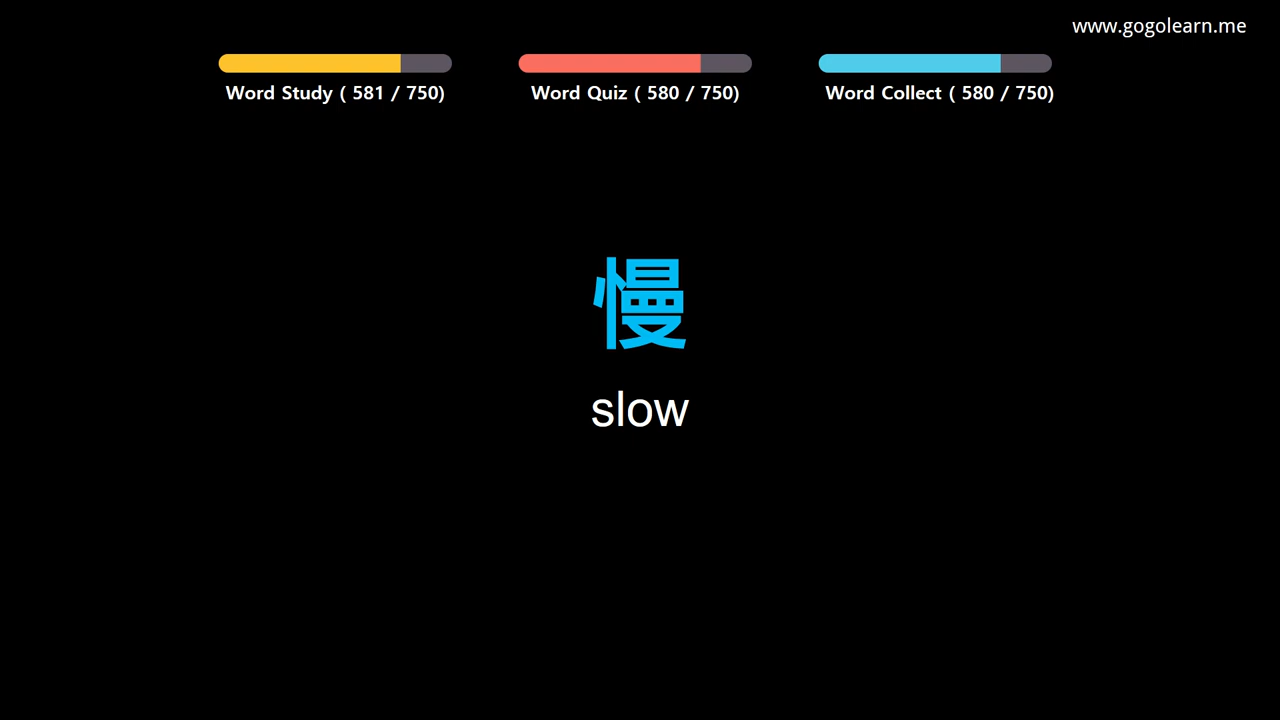 www.gogolearn.me
Word Study ( 581 / 750)
Word Quiz ( 580 / 750)
Word Collect ( 580 / 750)
慢
slow